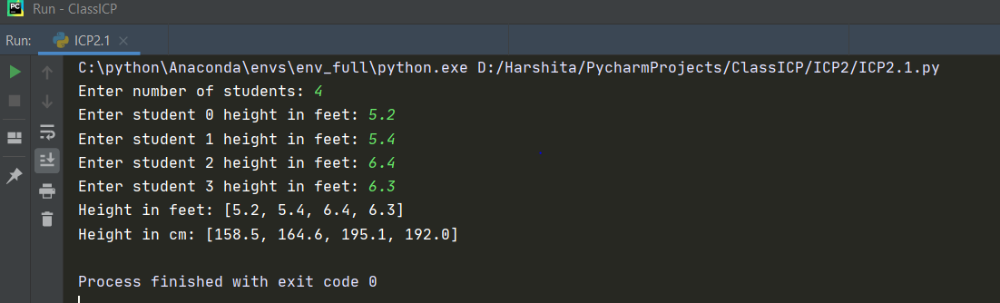 PC
Run - ClassICP
Run: ICP2.1
C:\python\Anaconda\envs\env_full\python.exe D:/Harshita/PycharmProjects/ClassICP/ICP2/ICP2.1.py
Enter number of students: 4
Enter student 0 height in feet: 5.2
Enter student 1 height in feet: 5.4
Enter student 2 height in feet: 6.4
Enter student 3 height in feet: 6.3
Height in feet: [5.2, 5.4, 6.4, 6.3]
Height in cm: [158.5, 164.6, 195.1, 192.0]
Process finished with exit code 0